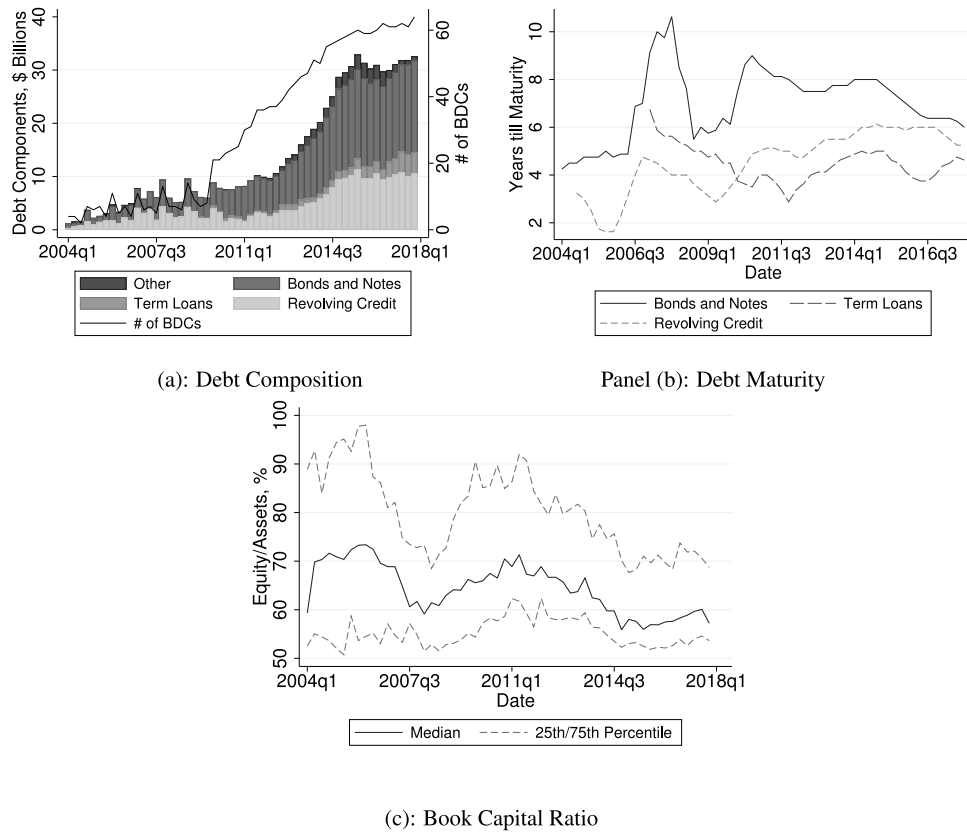 Debt Components, $ Billions
40
30
20
10
0
# of BDCs
60
40
20
0
2004q1 2007q3 2011q1 2014q3 2018q1
Date
Other Bonds and Notes
Term Loans Revolving Credit
# of BDCs
(a): Debt Composition
Years till Maturity
10
8
6
4
2
2004q1 2006q3 2009q1 2011q3 2014q1 2016q3
Date
Bonds and Notes Term Loans
Revolving Credit
Panel (b): Debt Maturity
Equity/Assets, %
100
90
80
70
60
50
2004q1 2007q3 2011q1 2014q3 2018q1
Date
Median 25th/75th Percentile
(c): Book Capital Ratio